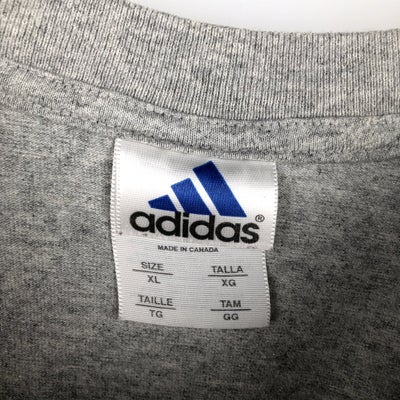 adidas®
MADE IN CANADA
SIZE TALLA
XL XG
TAILLE TAM
TG GG